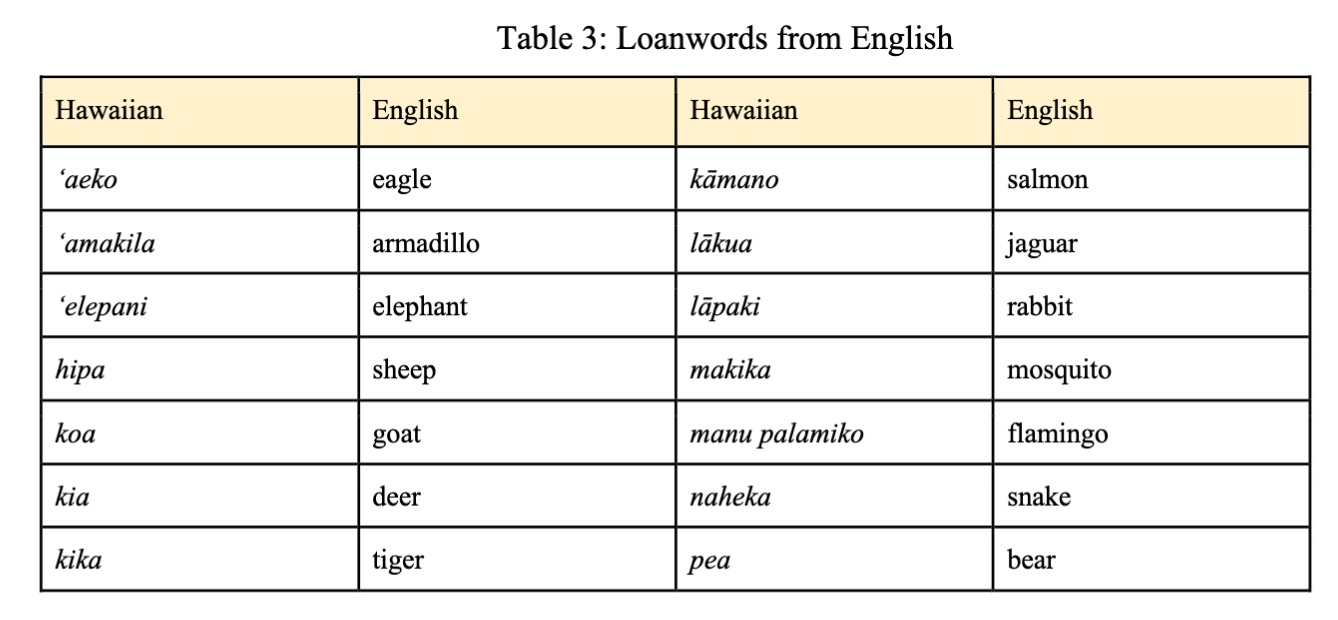 Table 3: Loanwords from English
Hawaiian English Hawaiian English
ʻaeko eagle kāmano salmon
ʻamakila armadillo lākua jaguar
ʻelepani elephant lāpaki rabbit
hipa sheep makika mosquito
koa goat manu palamiko flamingo
kia deer naheka snake
kika tiger pea bear